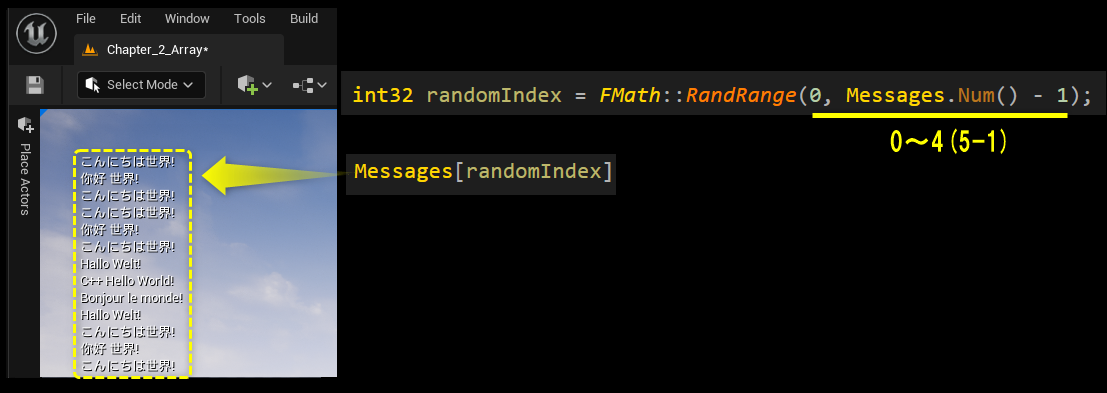 File Edit Window Tools Build
Chapter_2_Array*
Select Mode
Place Actors
こんにちは世界!
你好 世界!
こんにちは世界!
こんにちは世界!
你好 世界!
こんにちは世界!
Hallo Welt!
C++ Hello World!
Bonjour le monde!
Hallo Welt!
こんにちは世界!
你好 世界!
こんにちは世界!
int32 randomIndex = FMath::RandRange(0, Messages.Num() - 1);
0～4(5-1)
Messages[randomIndex]